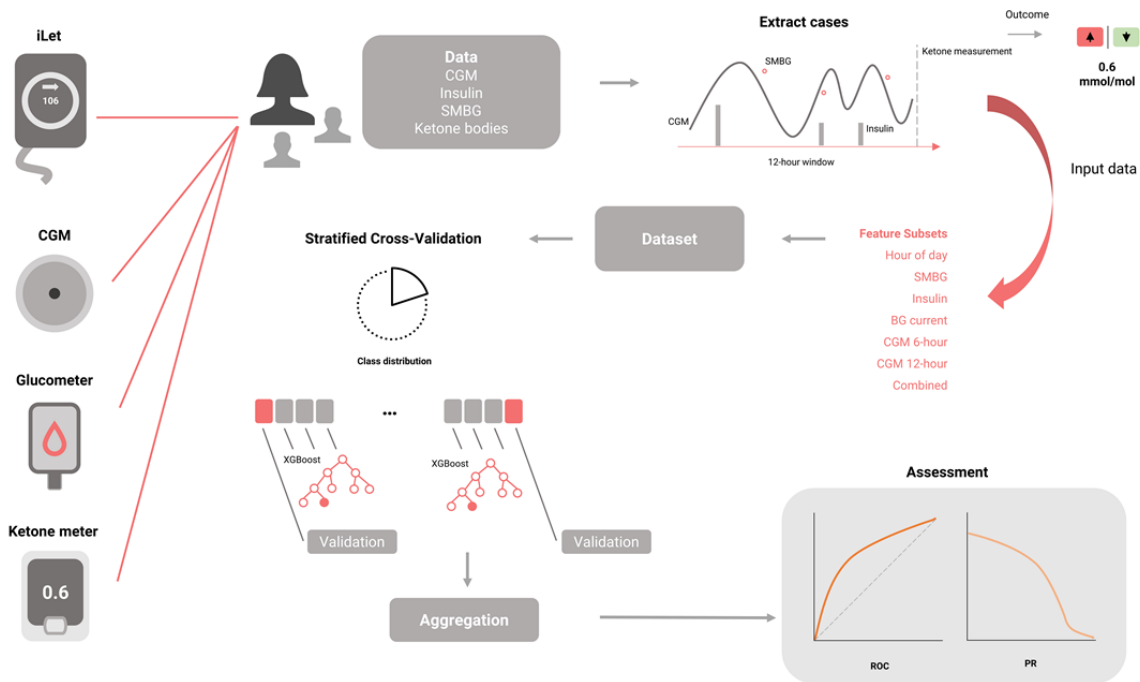 iLet
106
CGM
Glucometer
Ketone meter
0.6
Data
CGM
Insulin
SMBG
Ketone bodies
Extract cases
SMBG
CGM
Insulin
12-hour window
Ketone measurement
Outcome
0.6
mmol/mol
Input data
Feature Subsets
Hour of day
SMBG
Insulin
BG current
CGM 6-hour
CGM 12-hour
Combined
Dataset
Stratified Cross-Validation
Class distribution
...
XGBoost
XGBoost
Validation
Validation
Aggregation
Assessment
ROC
PR